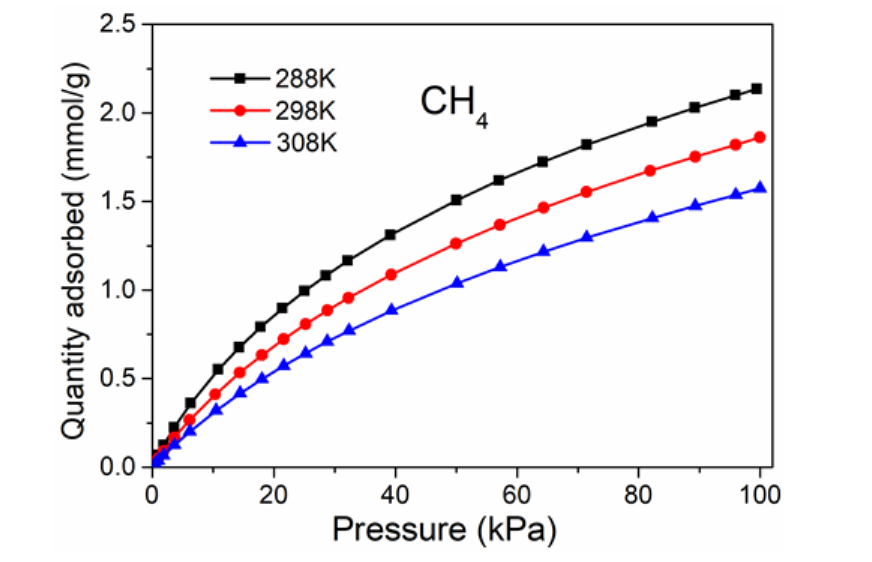 2.5
2.0
1.5
1.0
0.5
0.0
Quantity adsorbed (mmol/g)
288K
298K
308K
CH₄
0 20 40 60 80 100
Pressure (kPa)